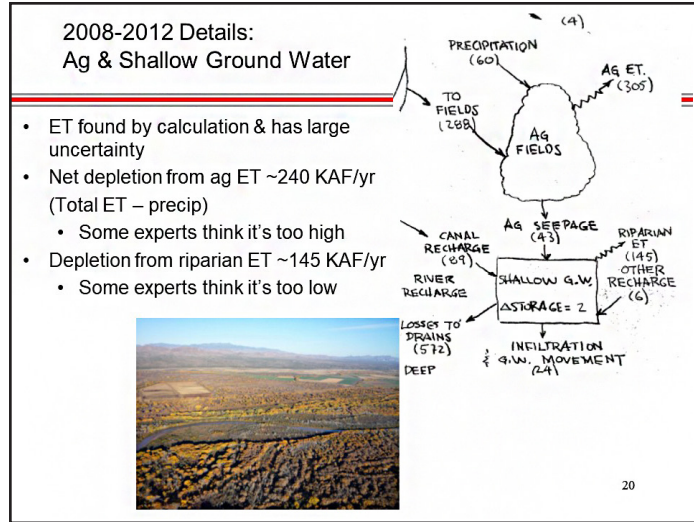 2008-2012 Details:
Ag & Shallow Ground Water
• ET found by calculation & has large
uncertainty
• Net depletion from ag ET ~240 KAF/yr
(Total ET – precip)
• Some experts think it's too high
• Depletion from riparian ET ~145 KAF/yr
• Some experts think it's too low
(4)
PRECIPITATION
(60)
AG ET.
(305)
TO
FIELDS
(288)
AG
FIELDS
AG SEEPAGE
(43)
CANAL
RECHARGE
(89)
RIPARIAN
ET
(145)
OTHER
RECHARGE
(6)
RIVER
RECHARGE
SHALLOW G.W.
ΔSTORAGE = 2
LOSSES TO
DRAINS
(572)
DEEP
INFILTRATION
& G.W. MOVEMENT
(24)
20